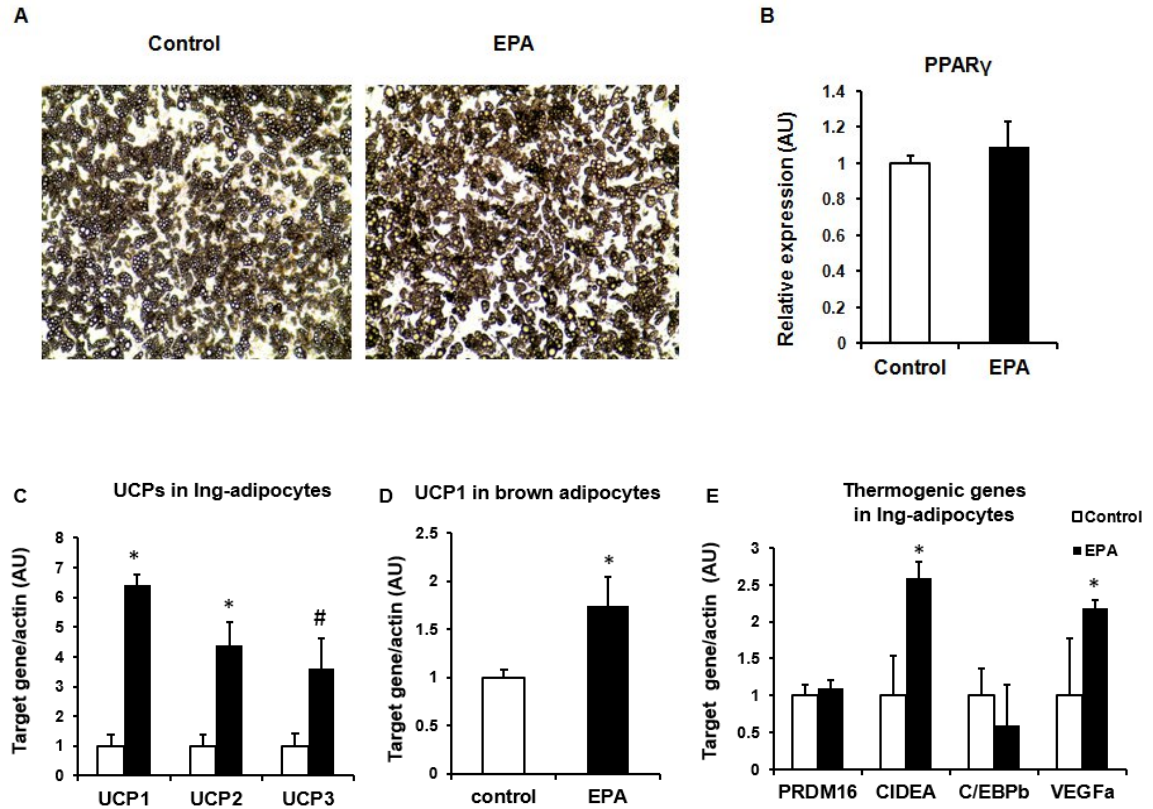 A
Control
EPA
B
PPARγ
Relative expression (AU)
1.4
1.2
1
0.8
0.6
0.4
0.2
0
Control
EPA
C
UCPs in Ing-adipocytes
Target gene/actin (AU)
8
7
6
5
4
3
2
1
0
*
*
#
UCP1
UCP2
UCP3
D
UCP1 in brown adipocytes
Target gene/actin (AU)
2.5
2
1.5
1
0.5
0
*
control
EPA
E
Thermogenic genes
in Ing-adipocytes
Control
EPA
Target gene/actin (AU)
3
2.5
2
1.5
1
0.5
0
*
*
PRDM16
CIDEA
C/EBPb
VEGFa